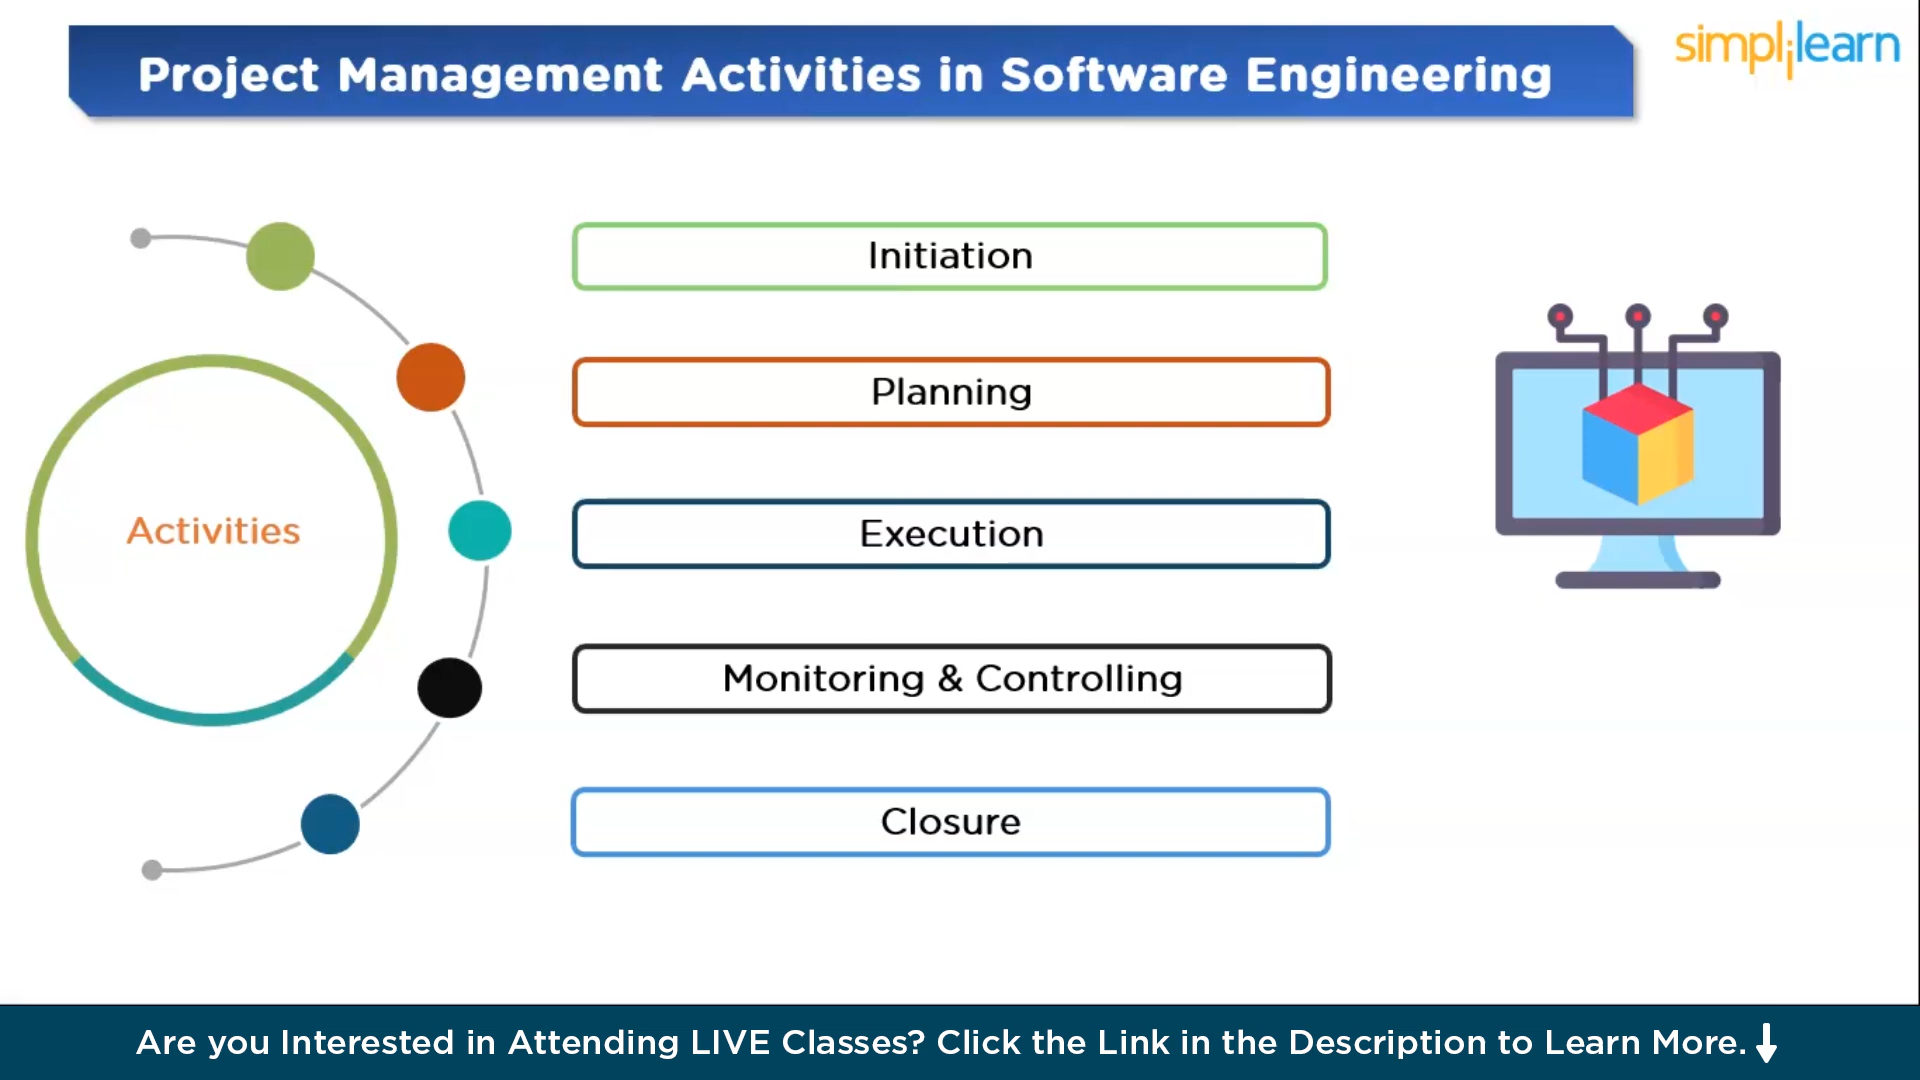 Project Management Activities in Software Engineering
simplilearn
Initiation
Planning
Activities
Execution
Monitoring & Controlling
Closure
Are you Interested in Attending LIVE Classes? Click the Link in the Description to Learn More.